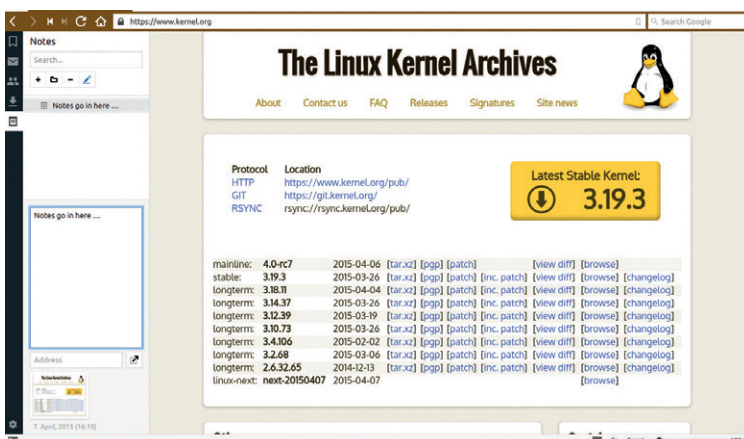 https://www.kernel.org
Search Google
Notes
Search...
Notes go in here ....
Notes go in here ....
Address
7. April, 2015 (16:10)
The Linux Kernel Archives
About Contact us FAQ Releases Signatures Site news
Protocol Location
HTTP https://www.kernel.org/pub/
GIT https://git.kernel.org/
RSYNC rsync://rsync.kernel.org/pub/
Latest Stable Kernel:
3.19.3
mainline: 4.0-rc7 2015-04-06 [tar.xz] [pgp] [patch] [view diff] [browse]
stable: 3.19.3 2015-03-26 [tar.xz] [pgp] [patch] [inc. patch] [view diff] [browse] [changelog]
longterm: 3.18.11 2015-04-04 [tar.xz] [pgp] [patch] [inc. patch] [view diff] [browse] [changelog]
longterm: 3.14.37 2015-03-26 [tar.xz] [pgp] [patch] [inc. patch] [view diff] [browse] [changelog]
longterm: 3.12.39 2015-03-19 [tar.xz] [pgp] [patch] [inc. patch] [view diff] [browse] [changelog]
longterm: 3.10.73 2015-03-26 [tar.xz] [pgp] [patch] [inc. patch] [view diff] [browse] [changelog]
longterm: 3.4.106 2015-02-02 [tar.xz] [pgp] [patch] [inc. patch] [view diff] [browse] [changelog]
longterm: 3.2.68 2015-03-06 [tar.xz] [pgp] [patch] [inc. patch] [view diff] [browse] [changelog]
longterm: 2.6.32.65 2014-12-13 [tar.xz] [pgp] [patch] [inc. patch] [view diff] [browse] [changelog]
linux-next: next-20150407 2015-04-07 [browse]